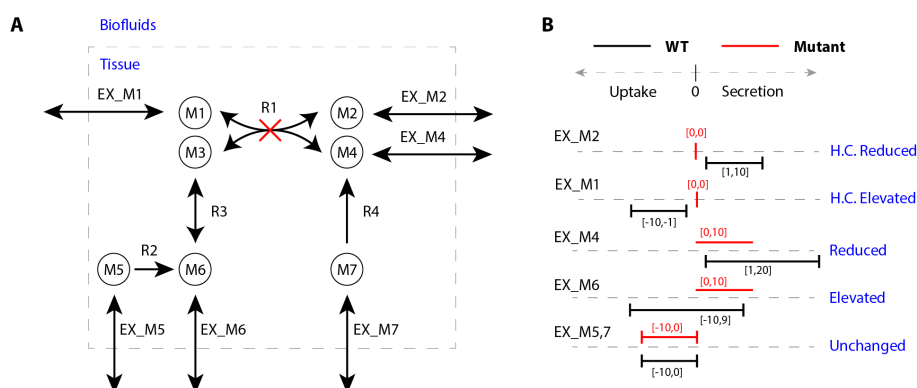 A
Biofluids
Tissue
EX_M1
M1
R1
M2
EX_M2
M3
M4
EX_M4
R3
R4
R2
M5
M6
M7
EX_M5
EX_M6
EX_M7
B
WT
Mutant
Uptake
0
Secretion
EX_M2
[0,0]
H.C. Reduced
[1,10]
EX_M1
[0,0]
H.C. Elevated
[-10,-1]
EX_M4
[0,10]
Reduced
[1,20]
EX_M6
[0,10]
Elevated
[-10,9]
EX_M5,7
[-10,0]
Unchanged
[-10,0]